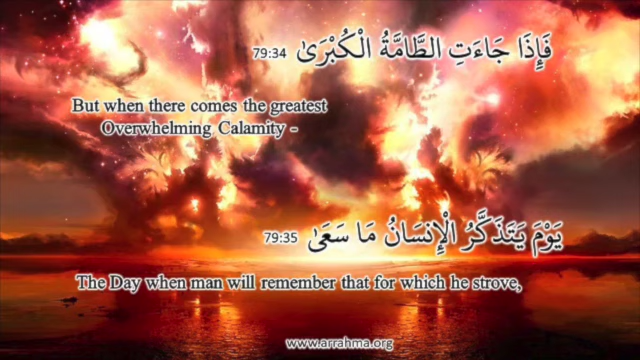 فَإِذَا جَاءَتِ الطَّامَّةُ الْكُبْرَىٰ 79:34
But when there comes the greatest
Overwhelming Calamity -
يَوْمَ يَتَذَكَّرُ الْإِنسَانُ مَا سَعَىٰ 79:35
The Day when man will remember that for which he strove,
www.arrahma.org